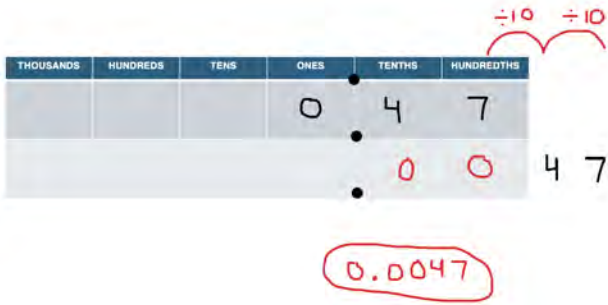 ÷10 ÷10
THOUSANDS HUNDREDS TENS ONES TENTHS HUNDREDTHS
0 . 4 7
. 0 0 4 7
0.0047